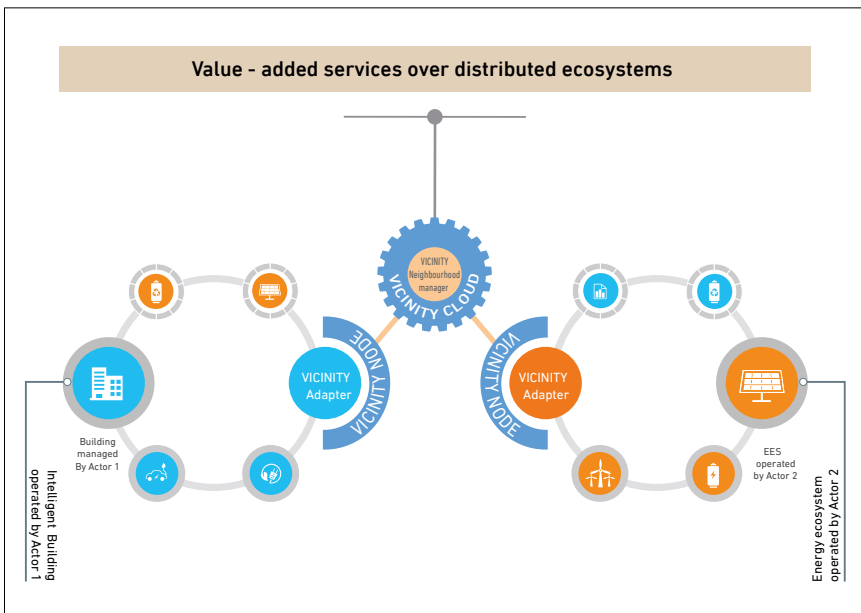 Value - added services over distributed ecosystems
VICINITY
Neighbourhood
manager
VICINITY CLOUD
VICINITY NODE
VICINITY
Adapter
VICINITY NODE
VICINITY
Adapter
Building
managed
By Actor 1
EES
operated
by Actor 2
Intelligent Building
operated by Actor 1
Energy ecosystem
operated by Actor 2